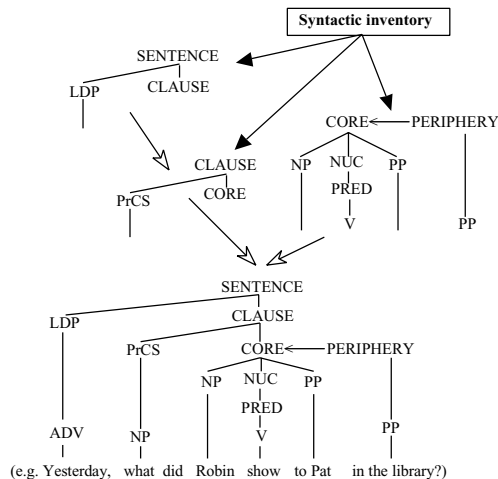 Syntactic inventory
SENTENCE
LDP CLAUSE
CORE PERIPHERY
CLAUSE NP NUC PP
PrCS CORE PRED
V PP
SENTENCE
LDP CLAUSE
PrCS CORE PERIPHERY
NP NUC PP
PRED
ADV NP V PP
(e.g. Yesterday, what did Robin show to Pat in the library?)